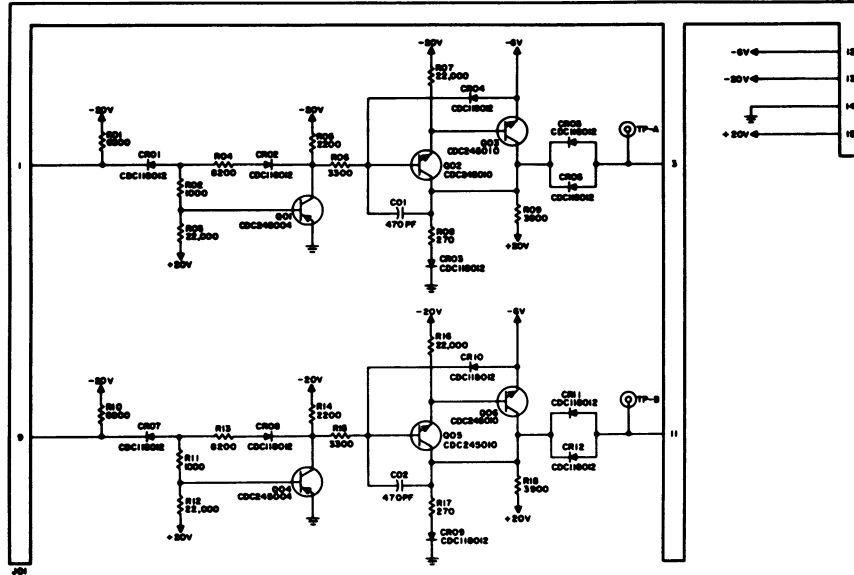 -20V
R01
6800
1
CR01
CDC118012
R02
1000
R03
22,000
+20V
R04
8200
CR02
CDC118012
-20V
R05
2200
R06
3300
Q01
CDC246004
-20V
R07
22,000
-6V
CR04
CDC118012
Q03
CDC246010
Q02
CDC246010
C01
470PF
R08
270
CR03
CDC118012
R09
3900
+20V
CDC118012
CDC118012
TP-A
3
-6V
-20V
+20V
12
13
14
15
-20V
R10
6800
9
CR07
CDC118012
R11
1000
R12
22,000
+20V
R13
8200
CR08
CDC118012
-20V
R14
2200
R15
3300
Q04
CDC246004
-20V
R16
22,000
-6V
CR10
CDC118012
Q06
CDC246010
Q05
CDC245010
C02
470PF
R17
270
CR09
CDC118012
R18
3900
+20V
CR11
CDC118012
CR12
CDC118012
TP-B
11